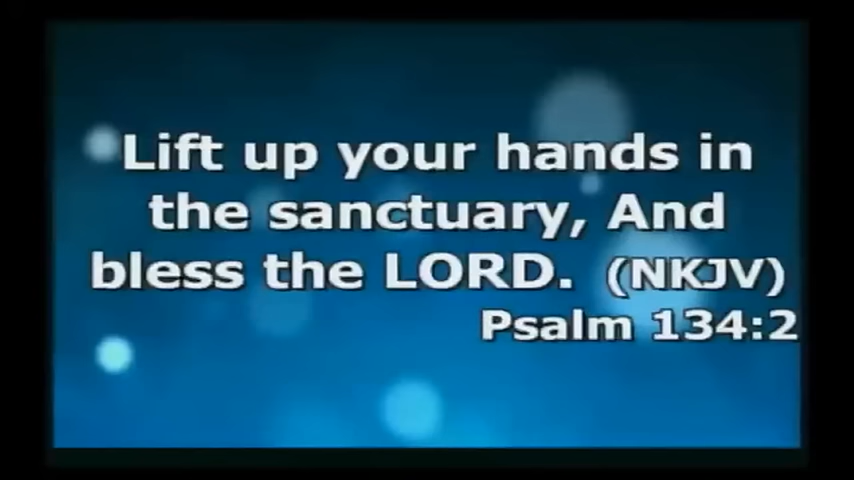 Lift up your hands in
the sanctuary, And
bless the LORD. (NKJV)
Psalm 134:2